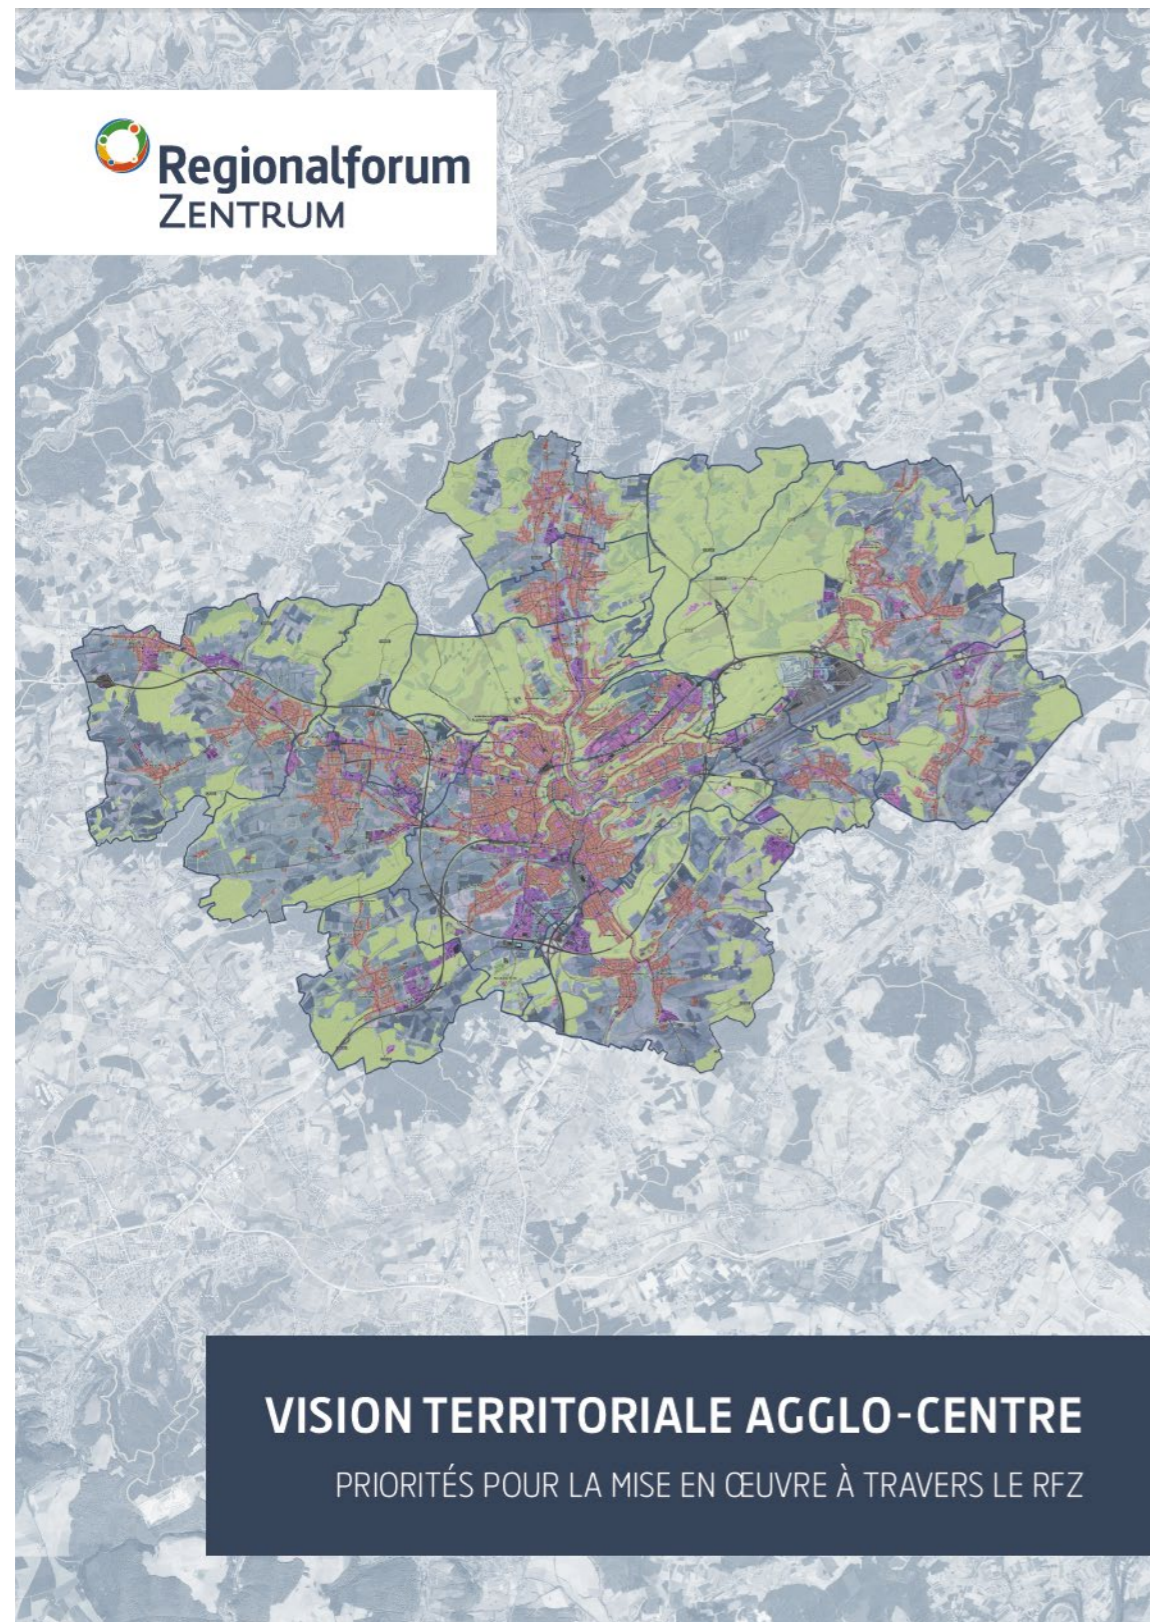 Regionalforum
ZENTRUM
VISION TERRITORIALE AGGLO-CENTRE
PRIORITÉS POUR LA MISE EN ŒUVRE À TRAVERS LE RFZ